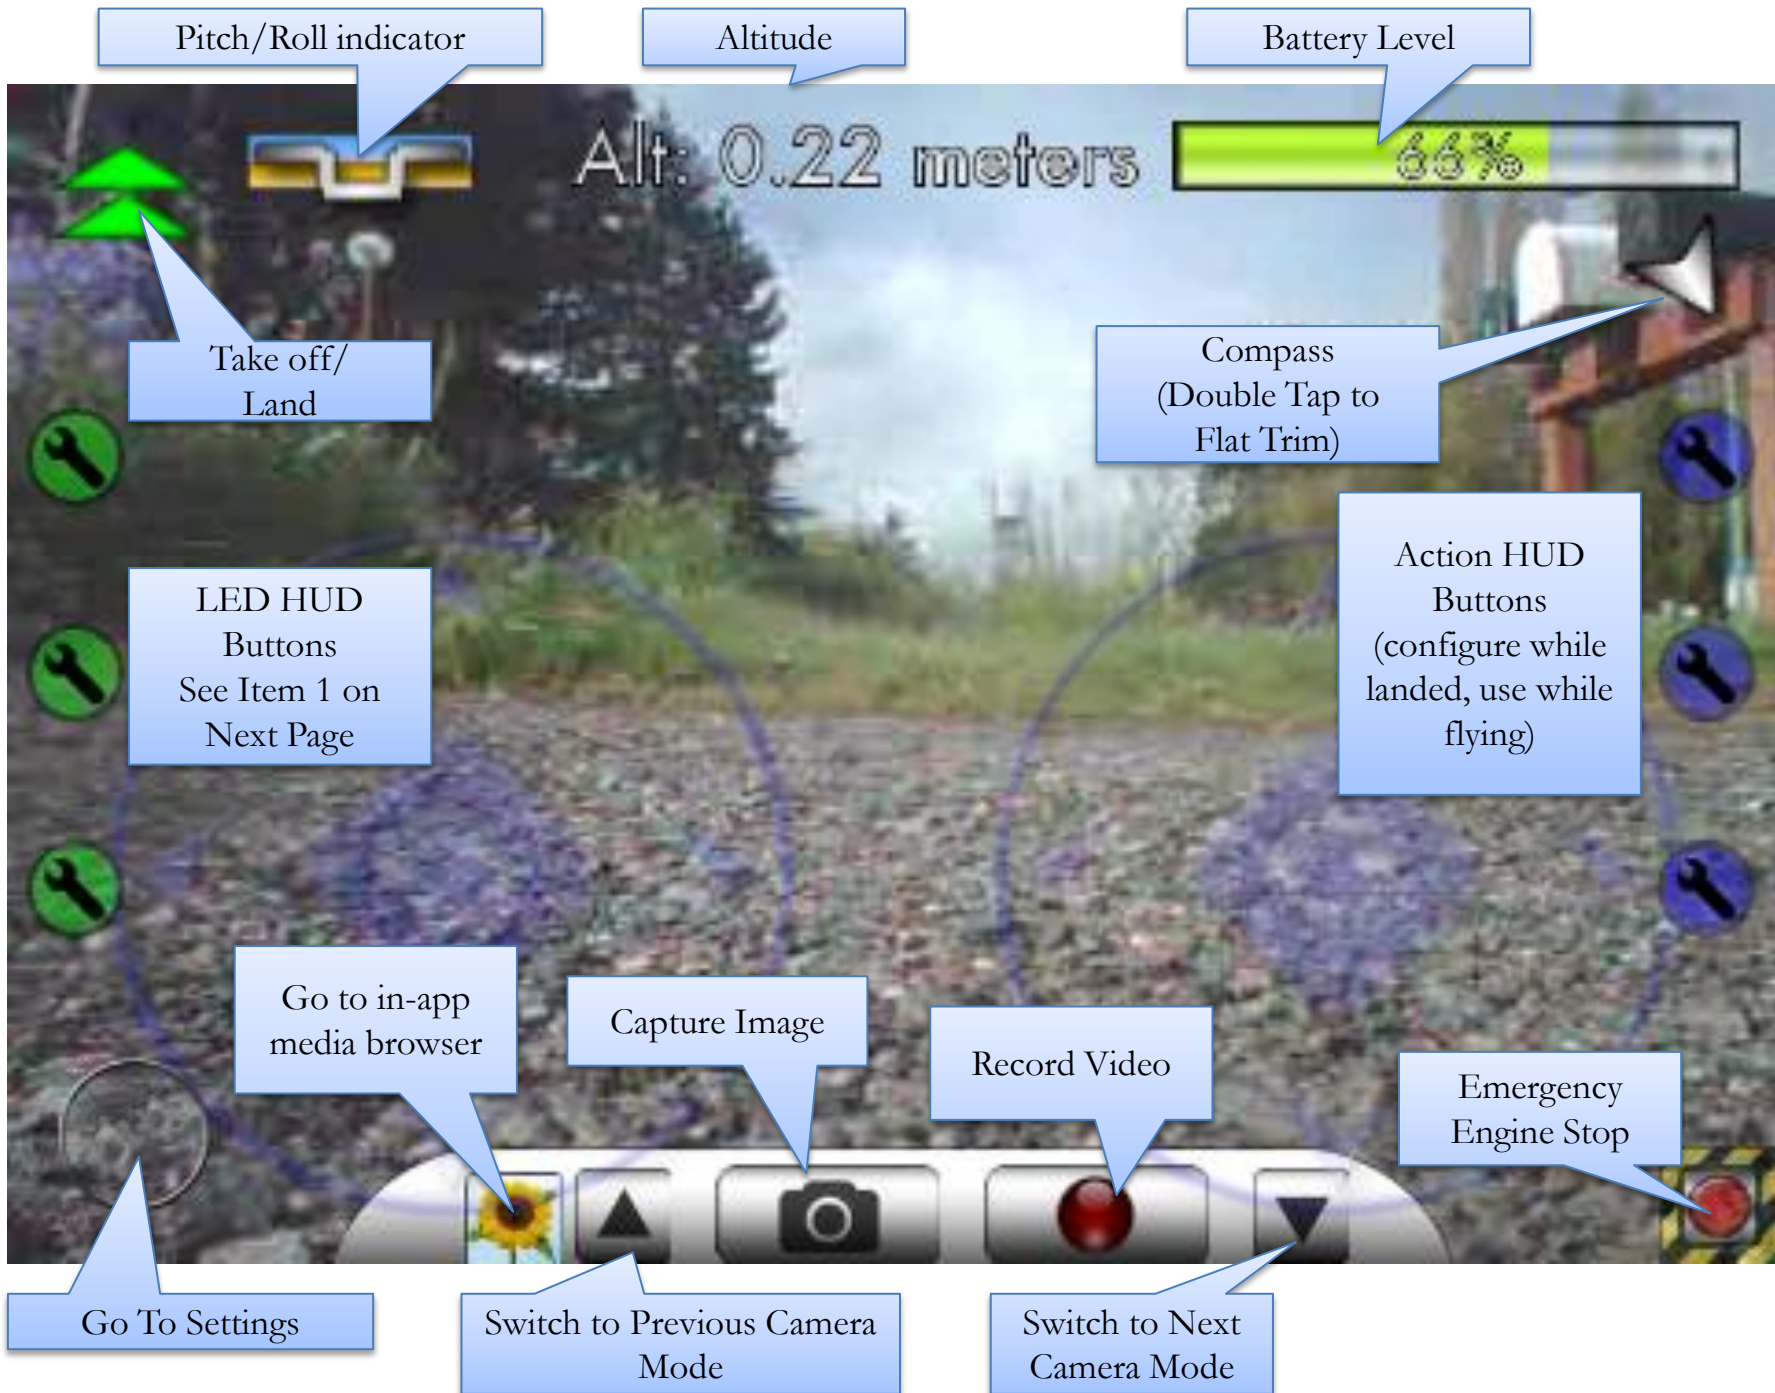 Pitch/Roll indicator
Altitude
Battery Level
Alt: 0.22 meters
66%
Take off/
Land
Compass
(Double Tap to
Flat Trim)
LED HUD
Buttons
See Item 1 on
Next Page
Action HUD
Buttons
(configure while
landed, use while
flying)
Go to in-app
media browser
Capture Image
Record Video
Emergency
Engine Stop
Go To Settings
Switch to Previous Camera
Mode
Switch to Next
Camera Mode